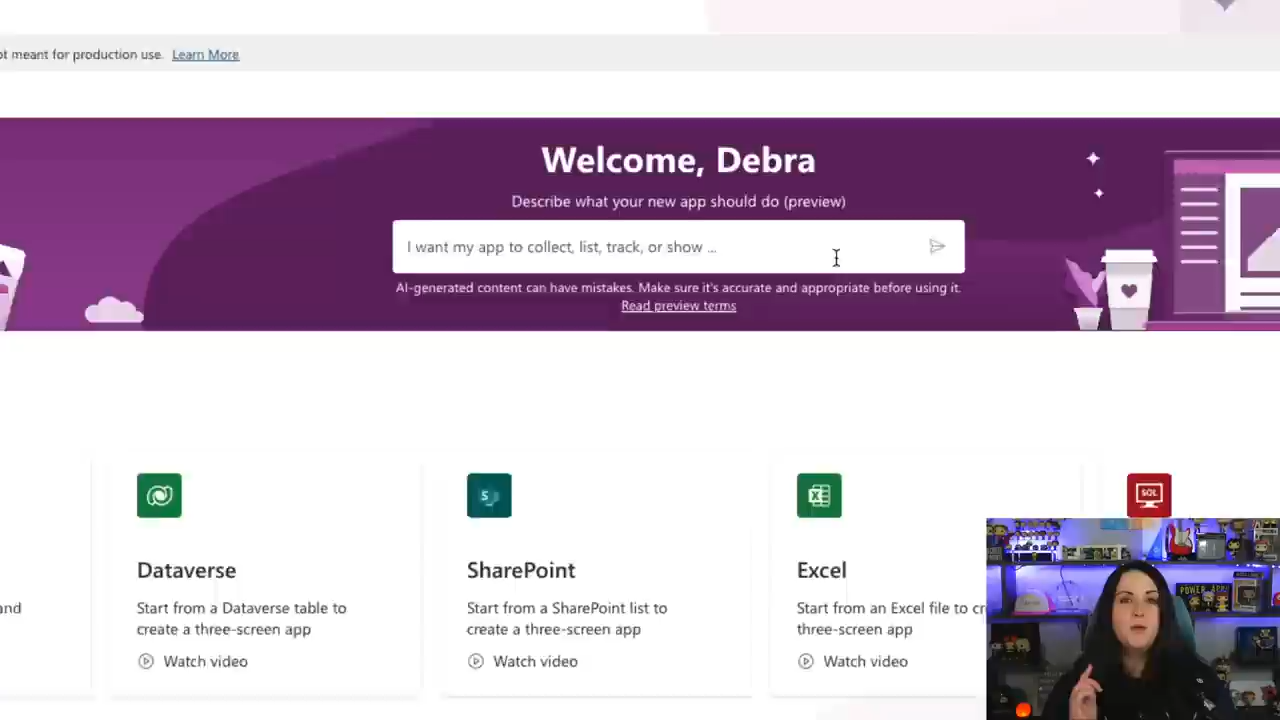 ot meant for production use. Learn More
Welcome, Debra
Describe what your new app should do (preview)
I want my app to collect, list, track, or show ...
AI-generated content can have mistakes. Make sure it's accurate and appropriate before using it.
Read preview terms
SQL
Dataverse
SharePoint
Excel
and
Start from a Dataverse table to
create a three-screen app
Start from a SharePoint list to
create a three-screen app
Start from an Excel file to cr
three-screen app
Watch video
Watch video
Watch video
POWER APPS